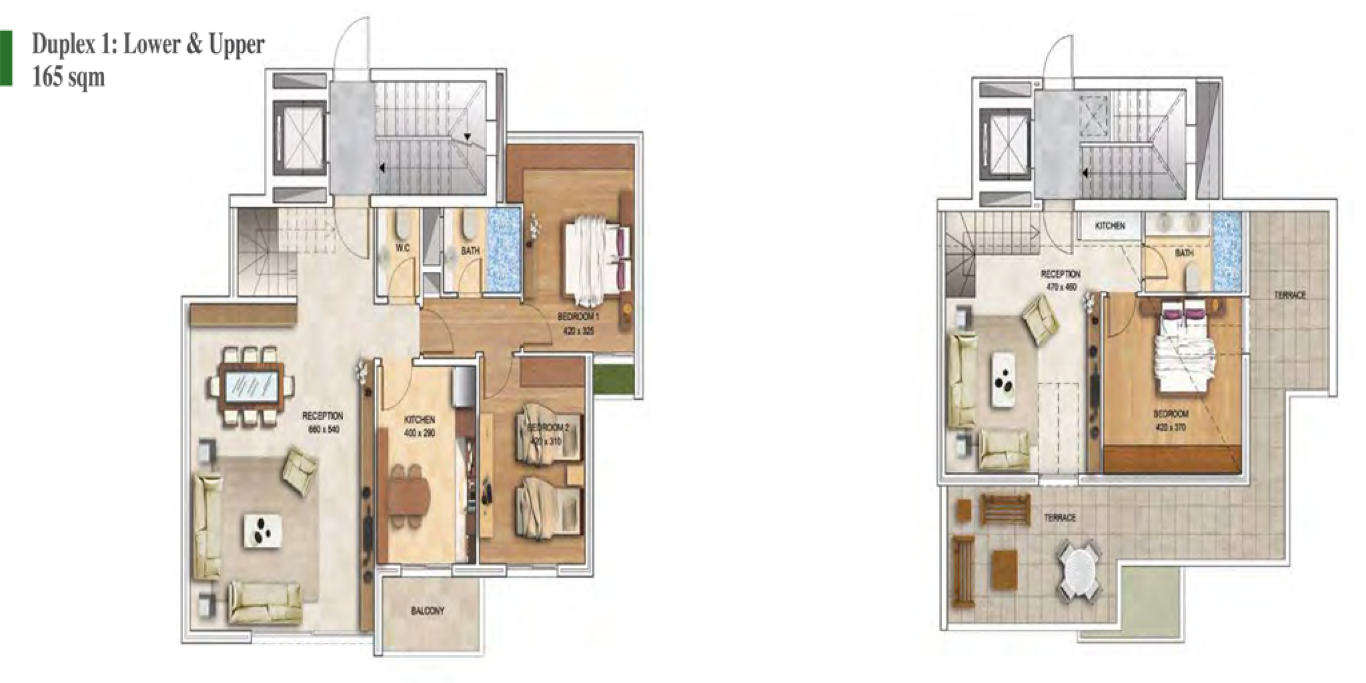 Duplex 1: Lower & Upper
165 sqm
W.C
BATH
BEDROOM 1
420 x 325
RECEPTION
660 x 540
KITCHEN
400 x 290
BEDROOM 2
420 x 310
BALCONY
KITCHEN
BATH
RECEPTION
470 x 460
TERRACE
BEDROOM
420 x 370
TERRACE